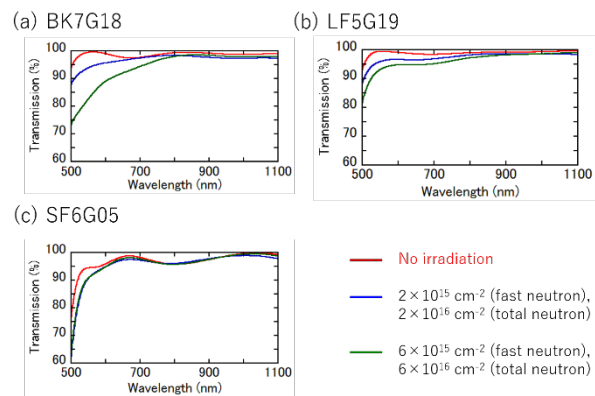 (a) BK7G18
100
90
80
70
60
Transmission (%)
500
700
900
1100
Wavelength (nm)
(b) LF5G19
100
90
80
70
60
Transmission (%)
500
700
900
1100
Wavelength (nm)
(c) SF6G05
100
90
80
70
60
Transmission (%)
500
700
900
1100
Wavelength (nm)
No irradiation
2×10¹⁵ cm⁻² (fast neutron),
2×10¹⁶ cm⁻² (total neutron)
6×10¹⁵ cm⁻² (fast neutron),
6×10¹⁶ cm⁻² (total neutron)